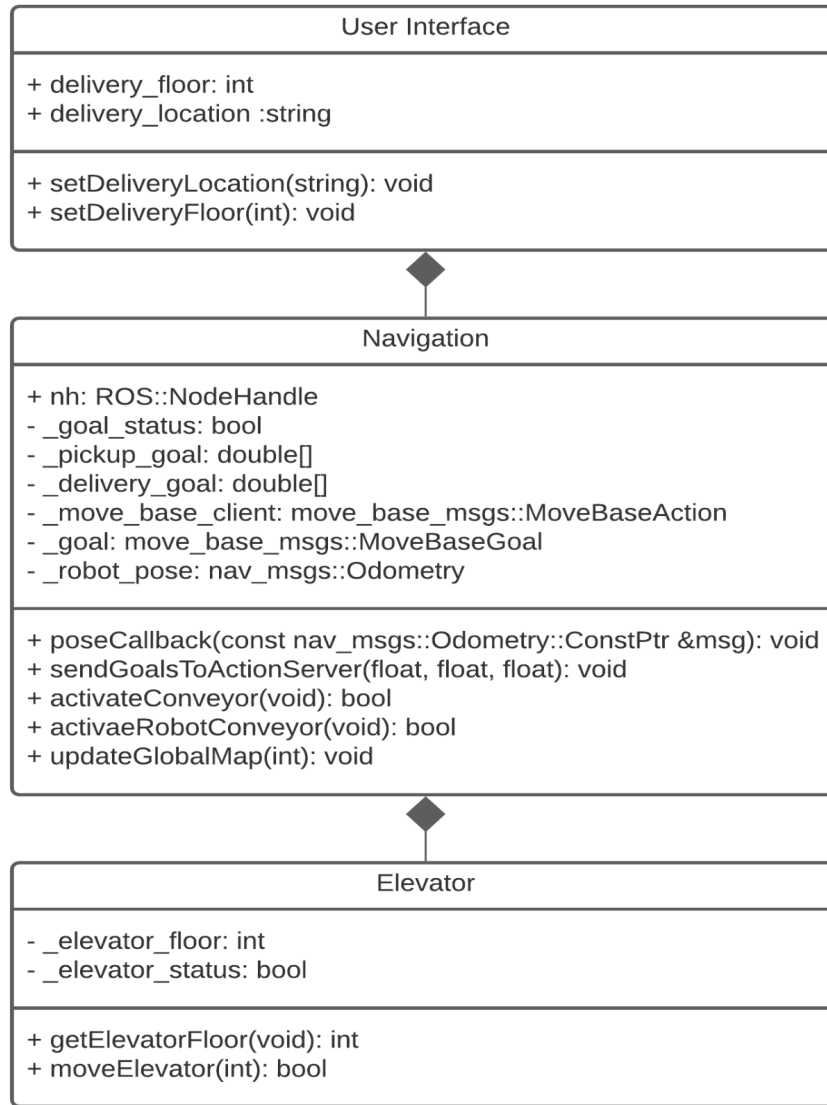 User Interface
+ delivery_floor: int
+ delivery_location :string
+ setDeliveryLocation(string): void
+ setDeliveryFloor(int): void
Navigation
+ nh: ROS::NodeHandle
- _goal_status: bool
- _pickup_goal: double[]
- _delivery_goal: double[]
- _move_base_client: move_base_msgs::MoveBaseAction
- _goal: move_base_msgs::MoveBaseGoal
- _robot_pose: nav_msgs::Odometry
+ poseCallback(const nav_msgs::Odometry::ConstPtr &msg): void
+ sendGoalsToActionServer(float, float, float): void
+ activateConveyor(void): bool
+ activaeRobotConveyor(void): bool
+ updateGlobalMap(int): void
Elevator
- _elevator_floor: int
- _elevator_status: bool
+ getElevatorFloor(void): int
+ moveElevator(int): bool